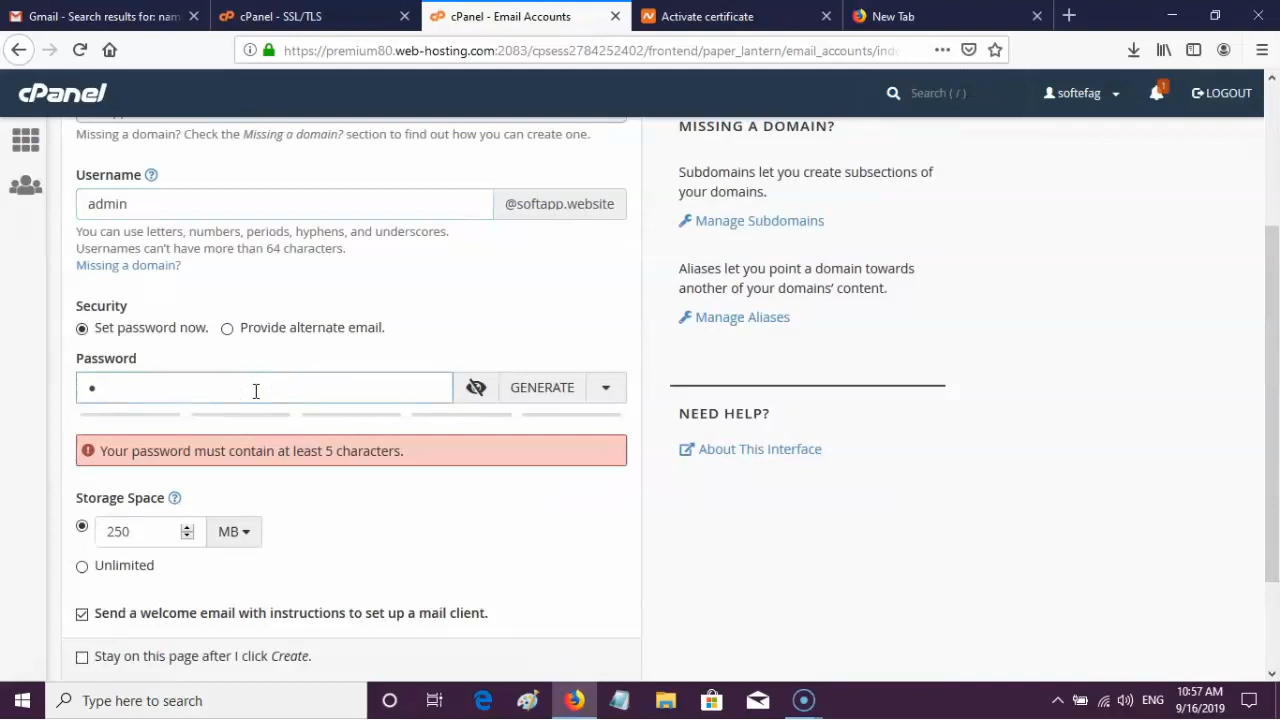 Gmail - Search results for: nam
cPanel - SSL/TLS
cPanel - Email Accounts
Activate certificate
New Tab
https://premium80.web-hosting.com:2083/cpsess2784252402/frontend/paper_lantern/email_accounts/inde
cPanel
Search ( / )
softefag
1
LOGOUT
Missing a domain? Check the Missing a domain? section to find out how you can create one.
Username
admin
@softapp.website
You can use letters, numbers, periods, hyphens, and underscores.
Usernames can't have more than 64 characters.
Missing a domain?
Security
Set password now.
Provide alternate email.
Password
GENERATE
Your password must contain at least 5 characters.
Storage Space
250
MB
Unlimited
Send a welcome email with instructions to set up a mail client.
Stay on this page after I click Create.
MISSING A DOMAIN?
Subdomains let you create subsections of
your domains.
Manage Subdomains
Aliases let you point a domain towards
another of your domains' content.
Manage Aliases
NEED HELP?
About This Interface
Type here to search
ENG
10:57 AM
9/16/2019